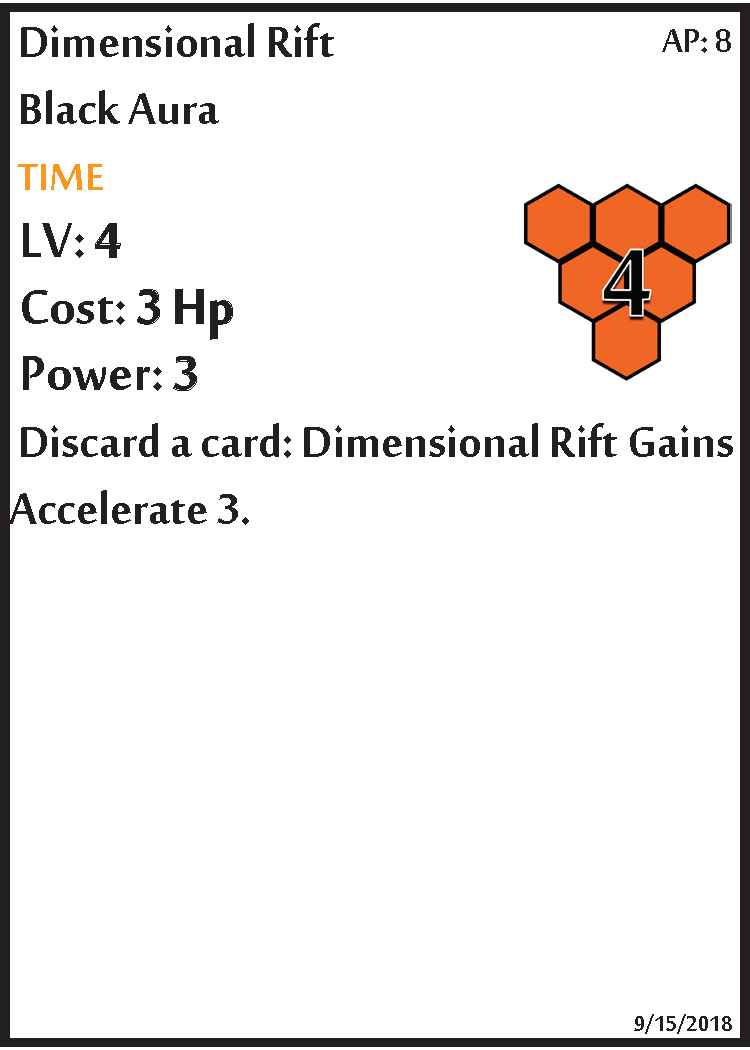 Dimensional Rift
AP: 8
Black Aura
TIME
LV: 4
Cost: 3 Hp
4
Power: 3
Discard a card: Dimensional Rift Gains
Accelerate 3.
9/15/2018